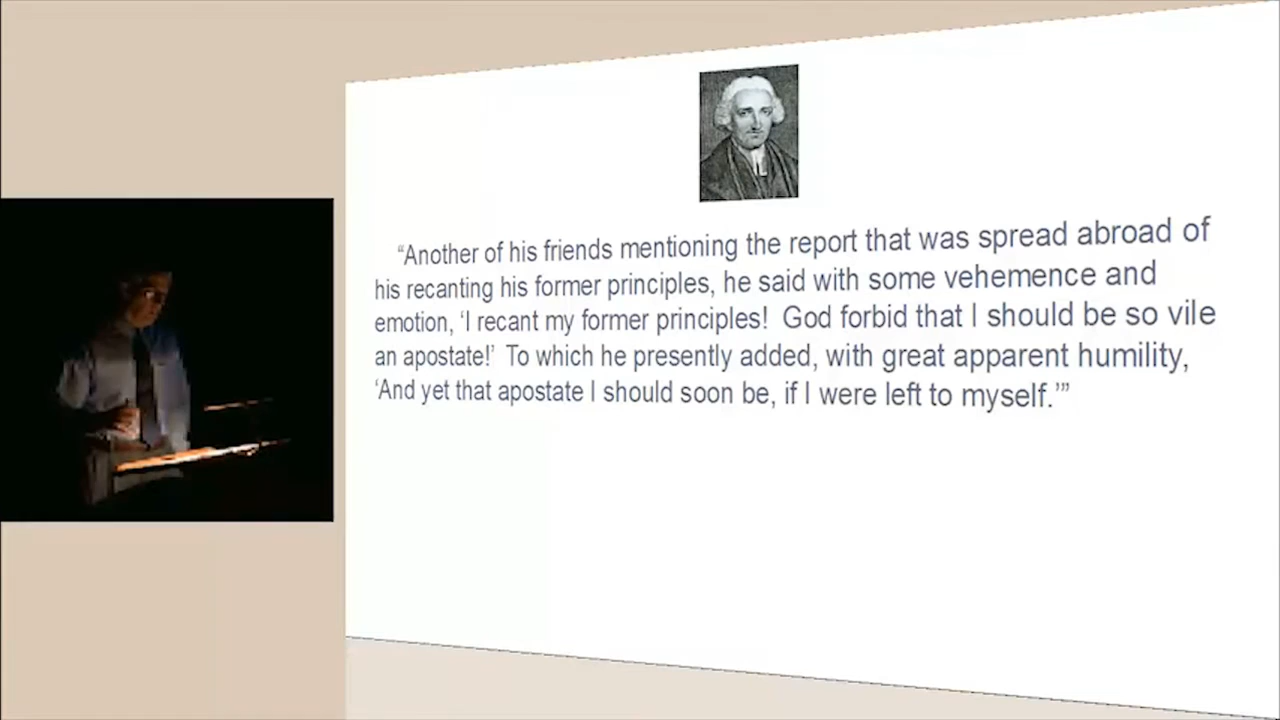 “Another of his friends mentioning the report that was spread abroad of
his recanting his former principles, he said with some vehemence and
emotion, ‘I recant my former principles!  God forbid that I should be so vile
an apostate!’  To which he presently added, with great apparent humility,
‘And yet that apostate I should soon be, if I were left to myself.’”